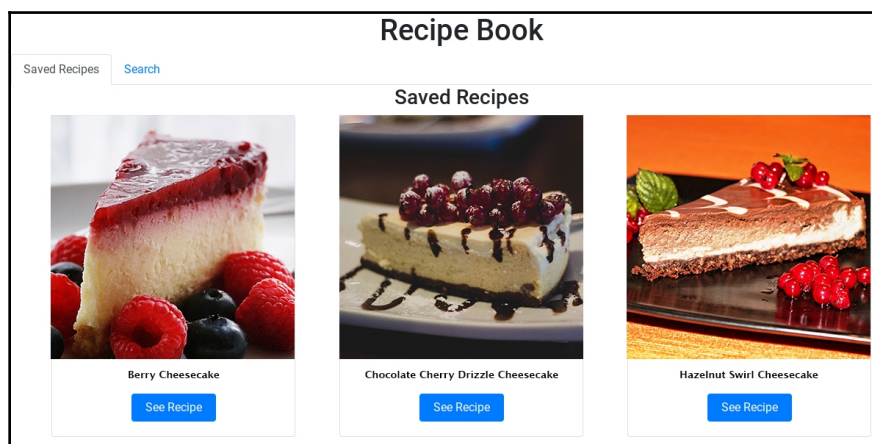 Recipe Book
Saved Recipes Search
Saved Recipes
Berry Cheesecake
Chocolate Cherry Drizzle Cheesecake
Hazelnut Swirl Cheesecake
See Recipe
See Recipe
See Recipe